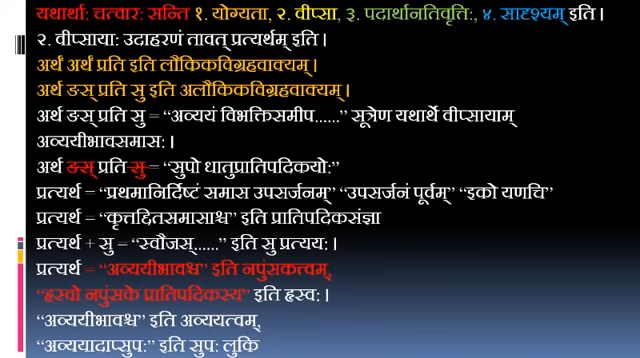 यथार्था: चत्वार: सन्ति १. योग्यता, २. वीप्सा, ३. पदार्थानतिवृत्ति:, ४. सादृश्यम् इति ।
२. वीप्साया: उदाहरणं तावत् प्रत्यर्थम् इति ।
अर्थं अर्थं प्रति इति लौकिकविग्रहवाक्यम् ।
अर्थ ङस् प्रति सु इति अलौकिकविग्रहवाक्यम् ।
अर्थ ङस् प्रति सु = “अव्ययं विभक्तिसमीप......” सूत्रेण यथार्थे वीप्सायाम्
अव्ययीभावसमास: ।
अर्थ ङस् प्रति सु = “सुपो धातुप्रातिपदिकयो:”
प्रत्यर्थ = “प्रथमानिर्दिष्टं समास उपसर्जनम्” “उपसर्जनं पूर्वम्” “इको यणचि”
प्रत्यर्थ = “कृत्तद्धितसमासाश्च” इति प्रातिपदिकसंज्ञा
प्रत्यर्थ + सु = “स्वौजस्......” इति सु प्रत्यय: ।
प्रत्यर्थ = “अव्ययीभावश्च” इति नपुंसकत्वम्,
“ह्रस्वो नपुंसके प्रातिपदिकस्य” इति ह्रस्व: ।
“अव्ययीभावश्च” इति अव्ययत्वम्,
“अव्ययादाप्सुप:” इति सुप: लुकि